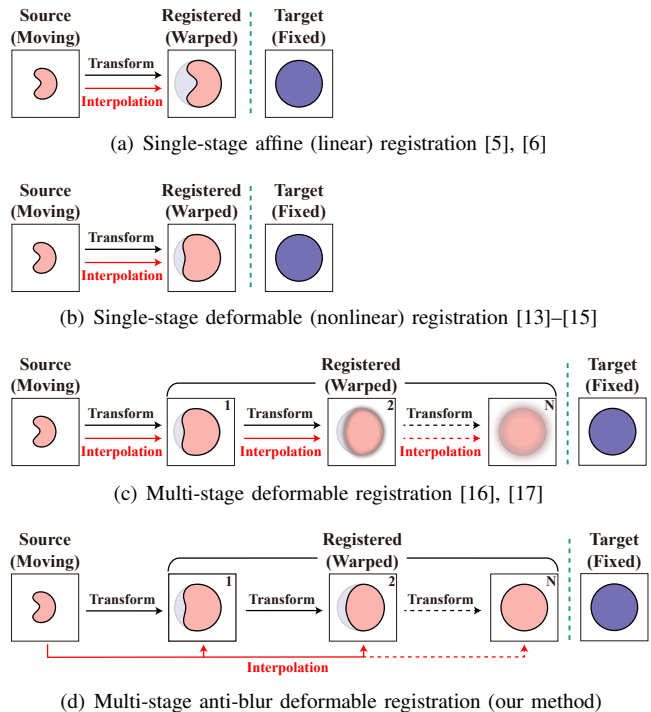 Source Registered Target
(Moving) (Warped) (Fixed)
Transform
Interpolation
(a) Single-stage affine (linear) registration [5], [6]
Source Registered Target
(Moving) (Warped) (Fixed)
Transform
Interpolation
(b) Single-stage deformable (nonlinear) registration [13]–[15]
Source Registered Target
(Moving) (Warped) (Fixed)
1 2 N
Transform Transform Transform
Interpolation Interpolation Interpolation
(c) Multi-stage deformable registration [16], [17]
Source Registered Target
(Moving) (Warped) (Fixed)
1 2 N
Transform Transform Transform
Interpolation
(d) Multi-stage anti-blur deformable registration (our method)